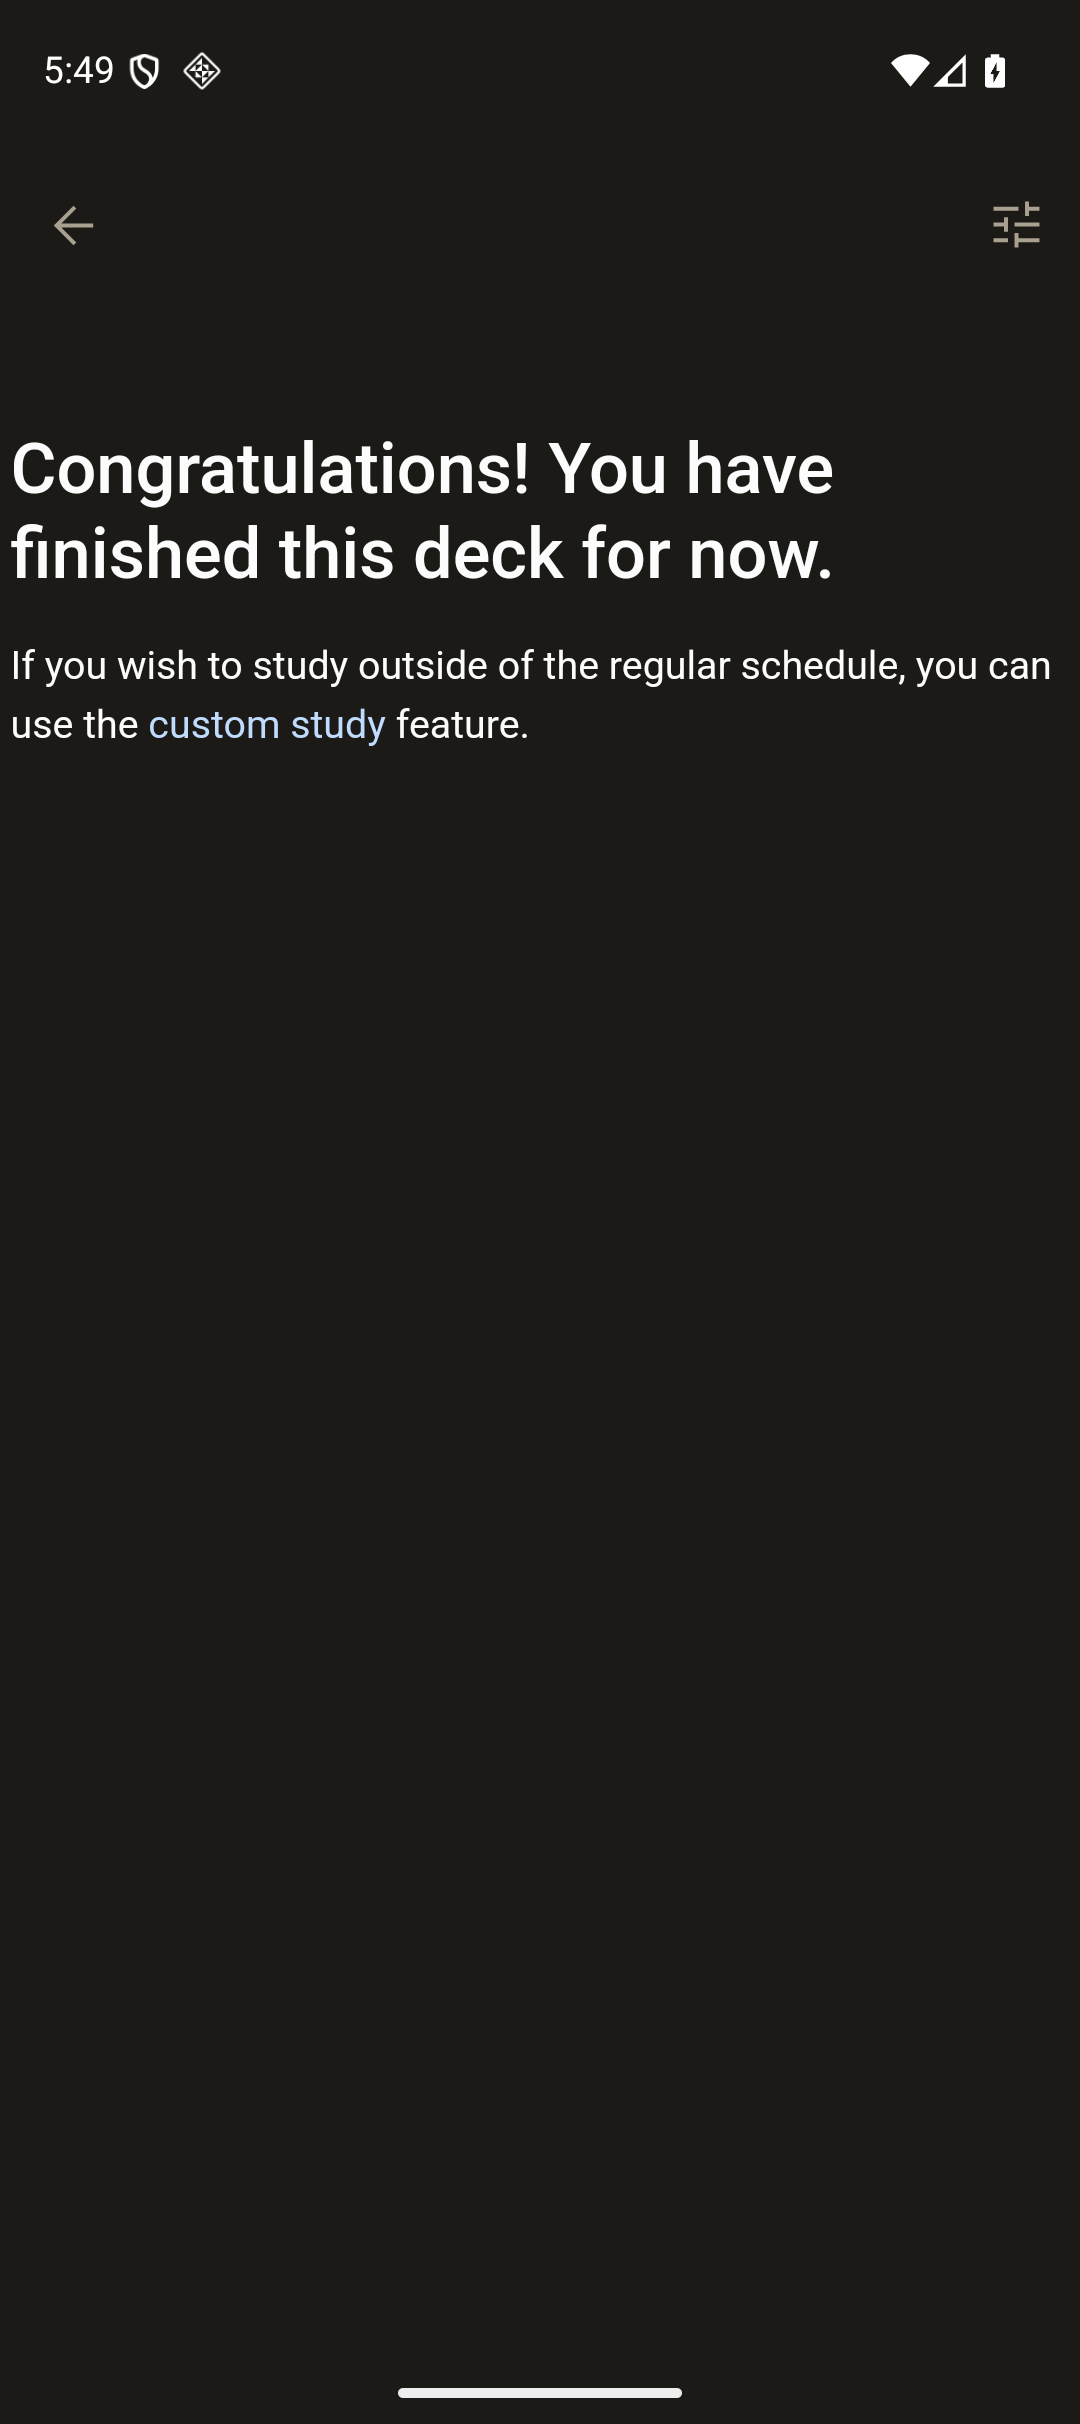 5:49
Congratulations! You have
finished this deck for now.
If you wish to study outside of the regular schedule, you can
use the custom study feature.